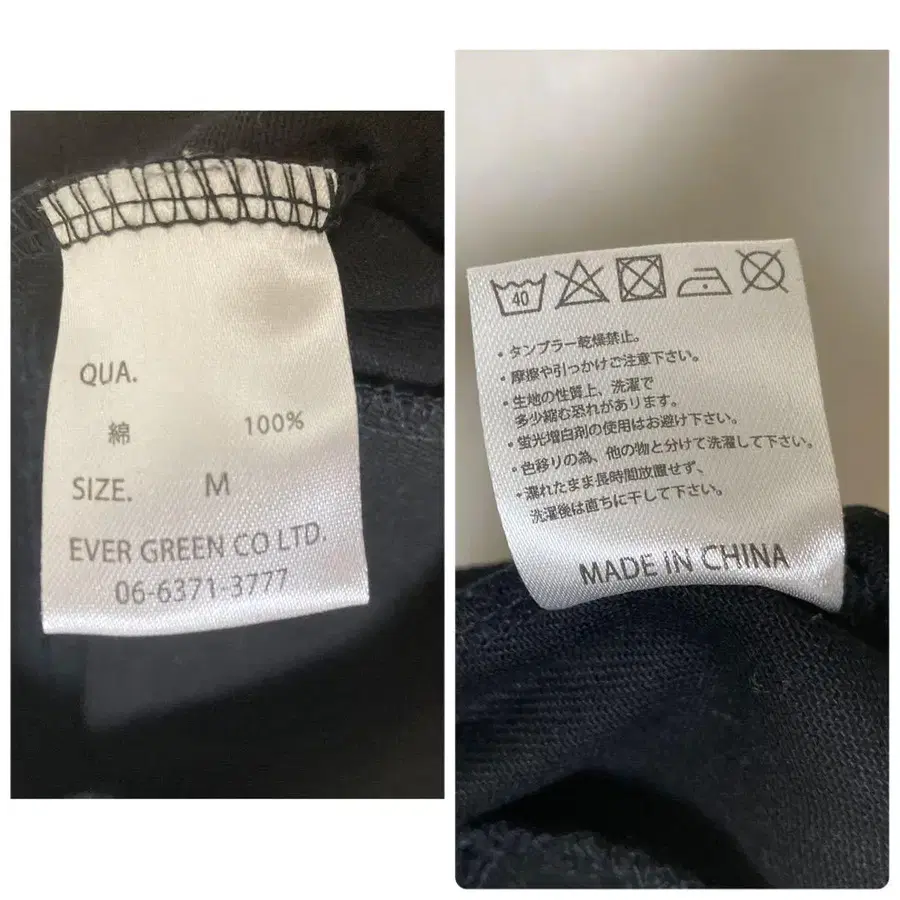 QUA.
綿 100%
SIZE. M
EVER GREEN CO LTD.
06-6371-3777
40
・タンブラー乾燥禁止。
・摩擦や引っかけご注意下さい。
・生地の性質上、洗濯で
多少縮む恐れがあります。
・蛍光増白剤の使用はお避け下さい。
・色移りの為、他の物と分けて洗濯して下さい。
・濡れたまま長時間放置せず、
洗濯後は直ちに干して下さい。
MADE IN CHINA